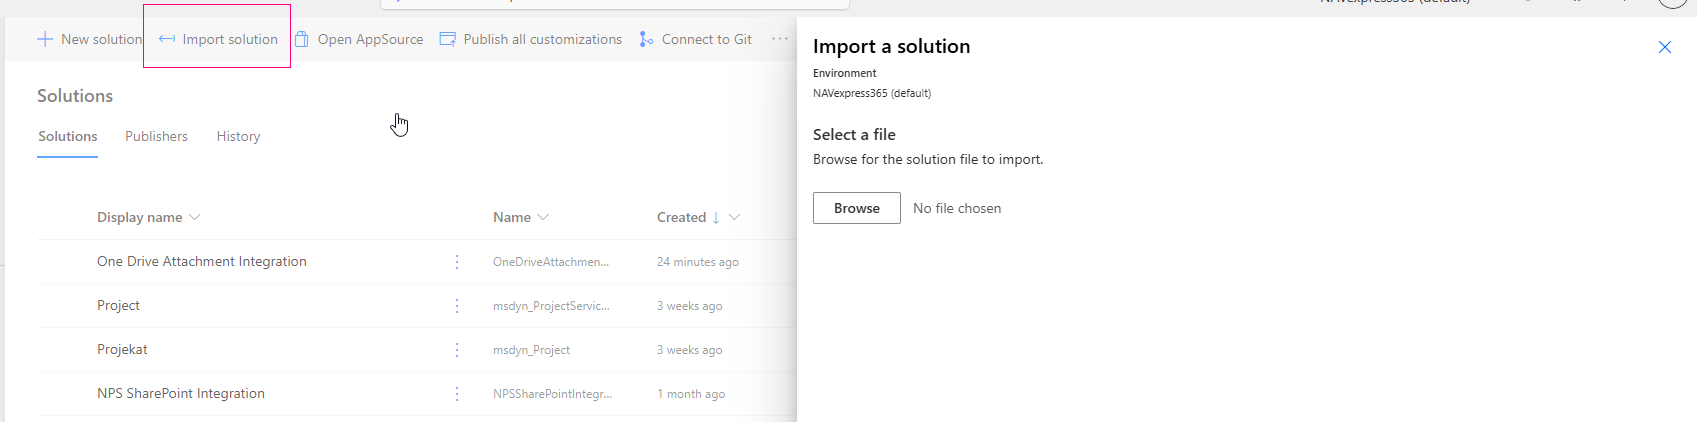 NAVexpress365 (default)
New solution
Import solution
Open AppSource
Publish all customizations
Connect to Git
Solutions
Solutions
Publishers
History
Display name
Name
Created
One Drive Attachment Integration
OneDriveAttachmen...
24 minutes ago
Project
msdyn_ProjectServic...
3 weeks ago
Projekat
msdyn_Project
3 weeks ago
NPS SharePoint Integration
NPSSharePointIntegr...
1 month ago
Import a solution
Environment
NAVexpress365 (default)
Select a file
Browse for the solution file to import.
Browse
No file chosen